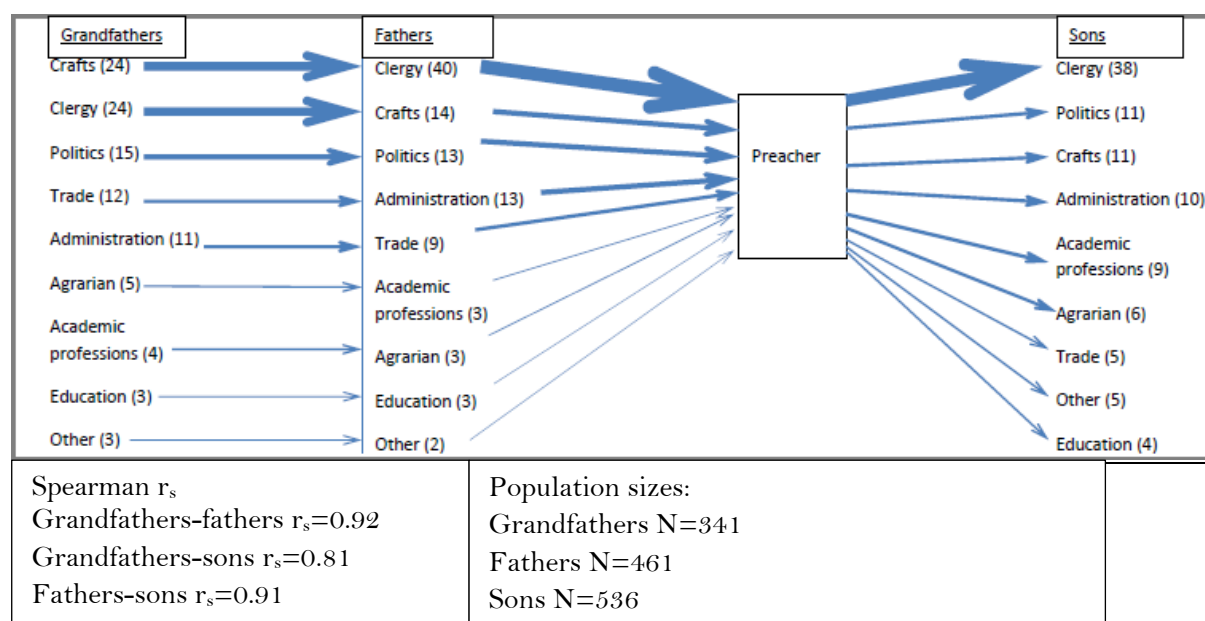 Grandfathers
Crafts (24)
Clergy (24)
Politics (15)
Trade (12)
Administration (11)
Agrarian (5)
Academic
professions (4)
Education (3)
Other (3)
Fathers
Clergy (40)
Crafts (14)
Politics (13)
Administration (13)
Trade (9)
Academic
professions (3)
Agrarian (3)
Education (3)
Other (2)
Preacher
Sons
Clergy (38)
Politics (11)
Crafts (11)
Administration (10)
Academic
professions (9)
Agrarian (6)
Trade (5)
Other (5)
Education (4)
Spearman rs
Grandfathers-fathers rs=0.92
Grandfathers-sons rs=0.81
Fathers-sons rs=0.91
Population sizes:
Grandfathers N=341
Fathers N=461
Sons N=536